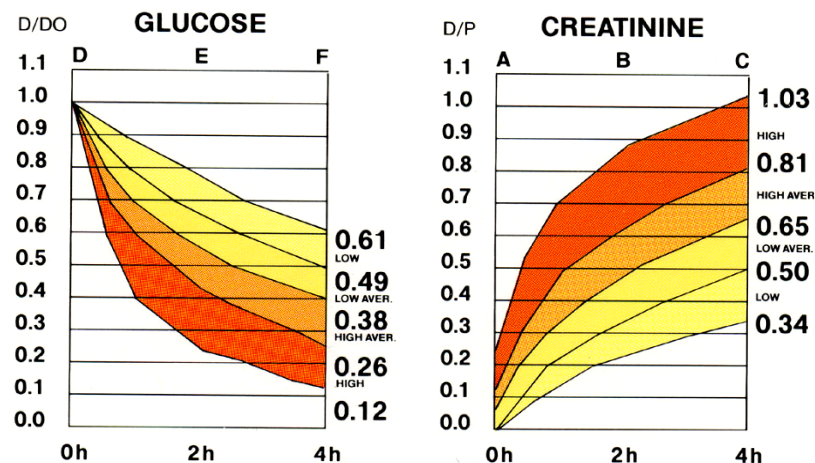 D/DO GLUCOSE
D E F
1.1
1.0
0.9
0.8
0.7
0.6
0.5
0.4
0.3
0.2
0.1
0.0
0h 2h 4h
0.61
LOW
0.49
LOW AVER.
0.38
HIGH AVER.
0.26
HIGH
0.12
D/P CREATININE
A B C
1.1
1.0
0.9
0.8
0.7
0.6
0.5
0.4
0.3
0.2
0.1
0.0
0h 2h 4h
1.03
HIGH
0.81
HIGH AVER
0.65
LOW AVER.
0.50
LOW
0.34